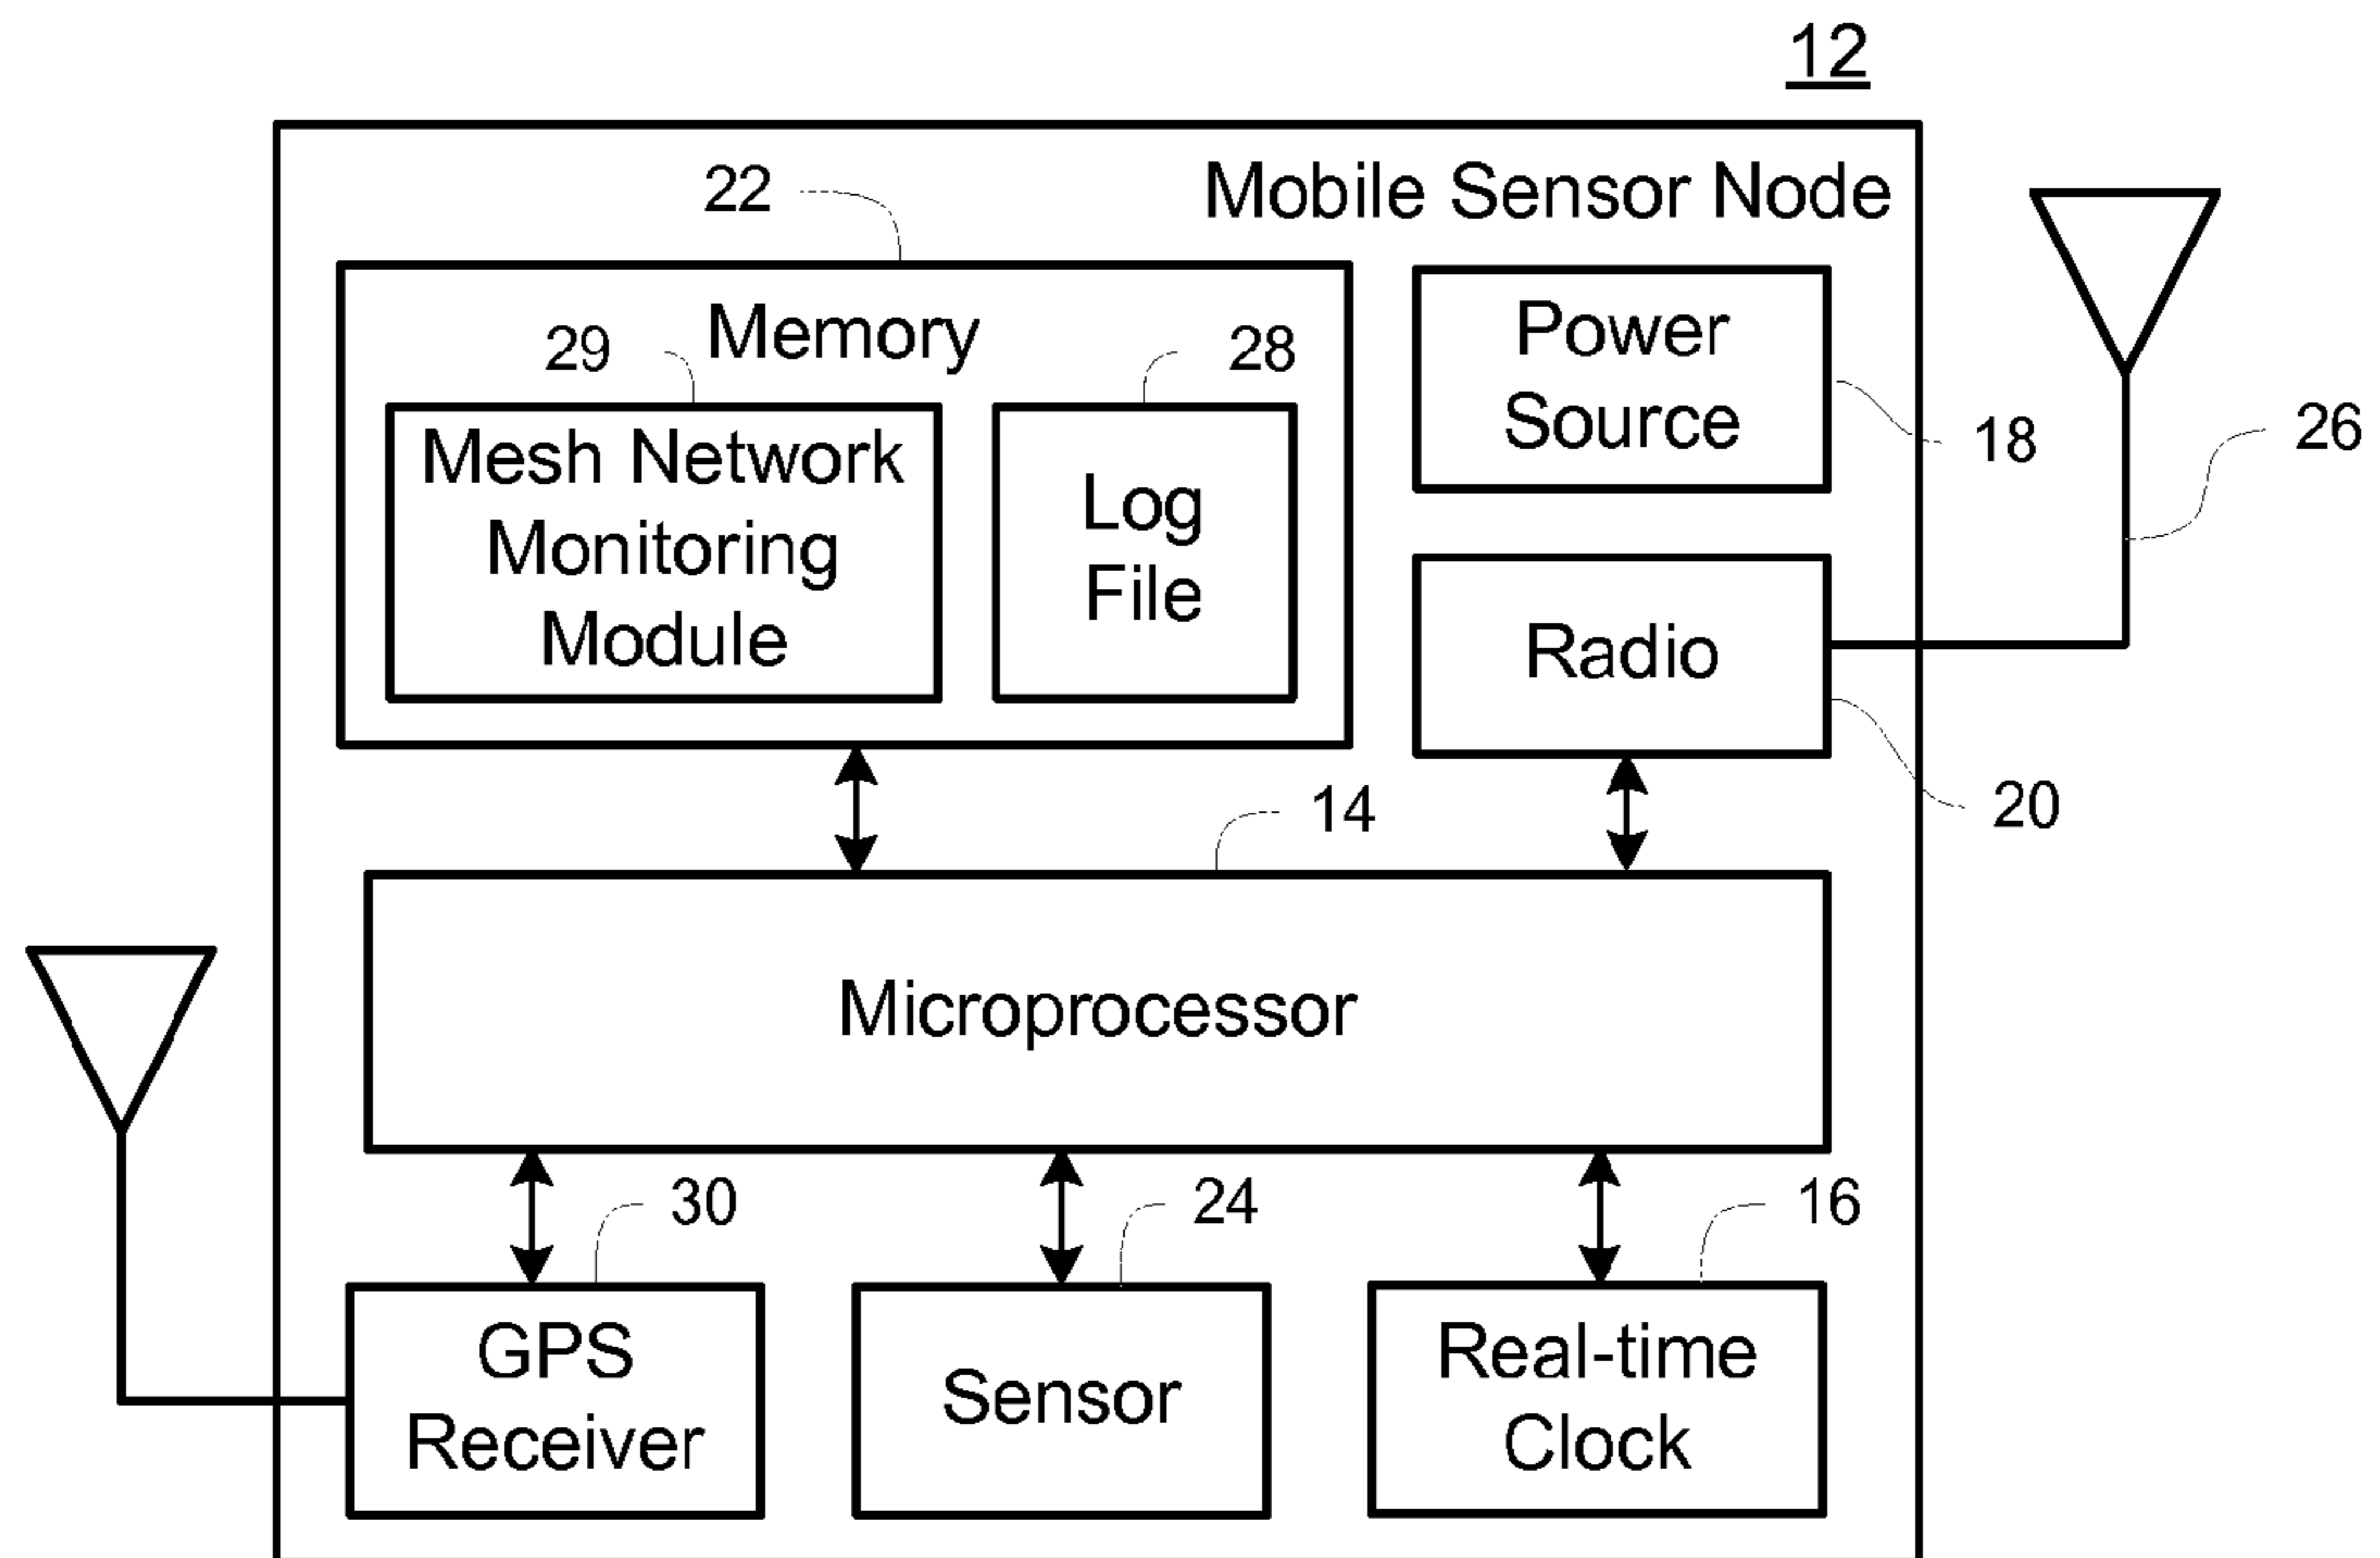 12
Mobile Sensor Node
22
Memory
29
28
Mesh Network
Monitoring
Module
Log
File
Power
Source
18
26
Radio
20
14
Microprocessor
30
24
16
GPS
Receiver
Sensor
Real-time
Clock